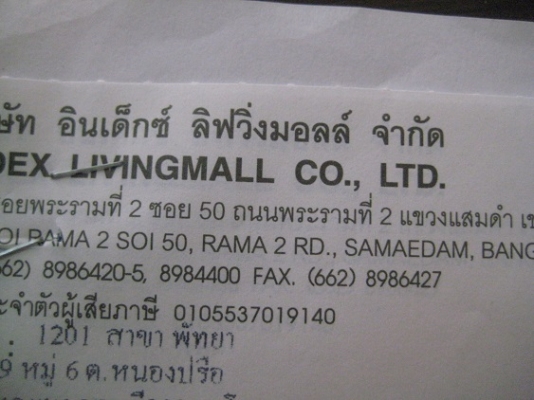 ษัท อินเด็กซ์ ลิฟวิ่งมอลล์ จำกัด
DEX LIVINGMALL CO., LTD.
อยพระรามที่ 2 ซอย 50 ถนนพระรามที่ 2 แขวงแสมดำ เข
OI RAMA 2 SOI 50, RAMA 2 RD., SAMAEDAM, BANG
662) 8986420-5, 8984400 FAX. (662) 8986427
ะจำตัวผู้เสียภาษี 0105537019140
. 1201 สาขา พัทยา
9 หมู่ 6 ต.หนองปรือ